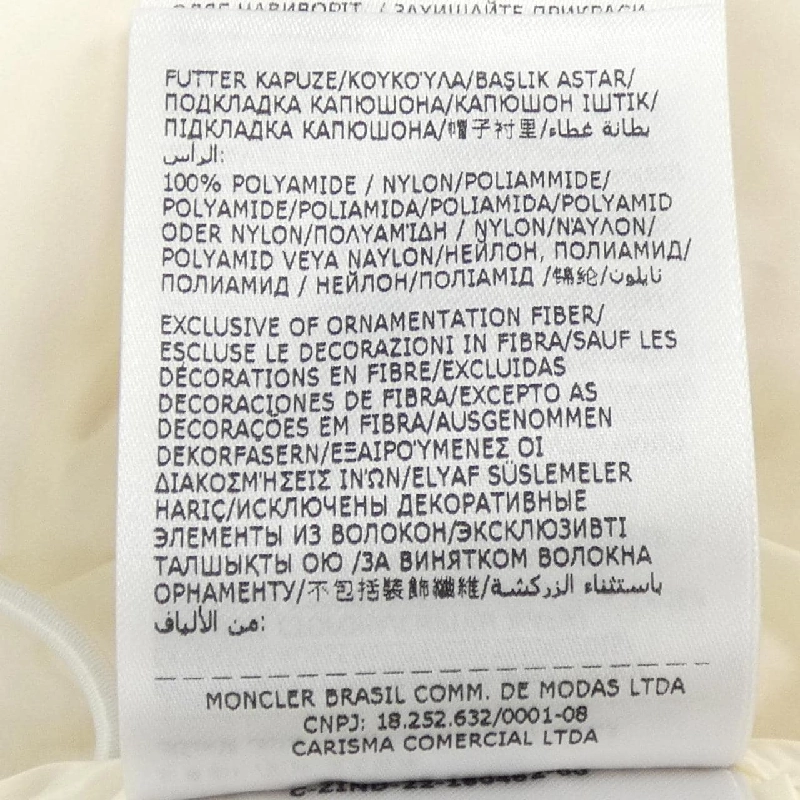 / ЗАХИЩАЙТЕ ПРИКРАСИ
FUTTER KAPUZE/ΚΟΥΚΟΎΛΑ/BAŞLIK ASTAR/
ПОДКЛАДКА КАПЮШОНА/КАПЮШОН ІШТІК/
ПІДКЛАДКА КАПЮШОНА/帽子衬里/بطانة غطاء
الراس:
100% POLYAMIDE / NYLON/POLIAMMIDE/
POLYAMIDE/POLIAMIDA/POLIAMIDA/POLYAMID
ODER NYLON/ΠΟΛΥΑΜΊΔΗ / NYLON/ΝΆΥΛΟΝ/
POLYAMID VEYA NAYLON/НЕЙЛОН, ПОЛИАМИД/
ПОЛИАМИД / НЕЙЛОН/ПОЛІАМІД /锦纶/نايلون
EXCLUSIVE OF ORNAMENTATION FIBER/
ESCLUSE LE DECORAZIONI IN FIBRA/SAUF LES
DÉCORATIONS EN FIBRE/EXCLUIDAS
DECORACIONES DE FIBRA/EXCEPTO AS
DECORAÇÕES EM FIBRA/AUSGENOMMEN
DEKORFASERN/ΕΞΑΙΡΟΎΜΕΝΕΣ ΟΙ
ΔΙΑΚΟΣΜΉΣΕΙΣ ΙΝΏΝ/ELYAF SÜSLEMELER
HARIÇ/ИСКЛЮЧЕНЫ ДЕКОРАТИВНЫЕ
ЭЛЕМЕНТЫ ИЗ ВОЛОКОН/ЭКСКЛЮЗИВТІ
ТАЛШЫҚТЫ ОЮ /ЗА ВИНЯТКОМ ВОЛОКНА
ОРНАМЕНТУ/不包括裝飾纖維/باستثناء الزركشة
من الألياف:
MONCLER BRASIL COMM. DE MODAS LTDA
CNPJ: 18.252.632/0001-08
CARISMA COMERCIAL LTDA